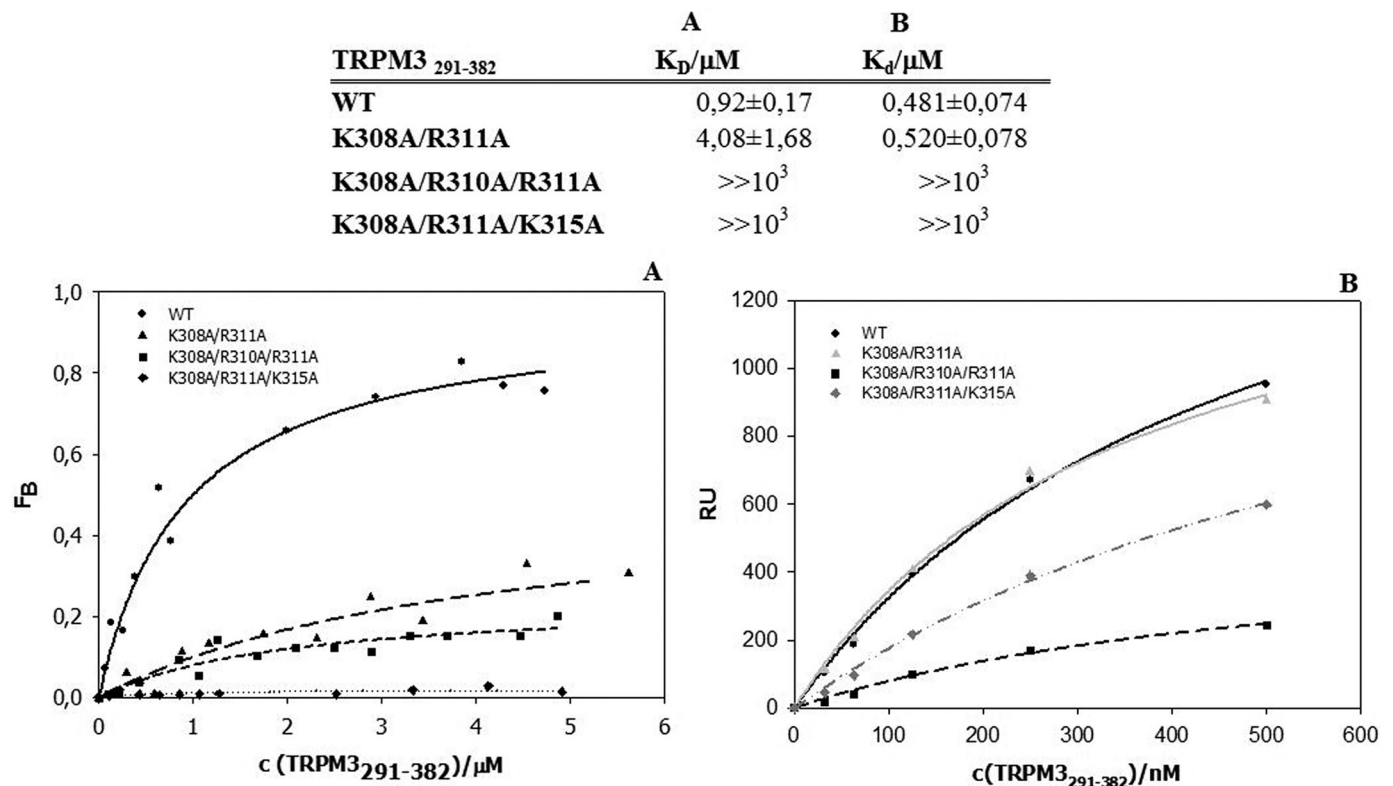 A B
TRPM3 291-382 KD/μM Kd/μM
WT 0,92±0,17 0,481±0,074
K308A/R311A 4,08±1,68 0,520±0,078
K308A/R310A/R311A >>10³ >>10³
K308A/R311A/K315A >>10³ >>10³
A
1,0
0,8
0,6
0,4
0,2
0,0
FB
WT
K308A/R311A
K308A/R310A/R311A
K308A/R311A/K315A
0 1 2 3 4 5 6
c (TRPM3291-382)/μM
B
1200
1000
800
600
400
200
0
RU
WT
K308A/R311A
K308A/R310A/R311A
K308A/R311A/K315A
0 100 200 300 400 500 600
c(TRPM3291-382)/nM